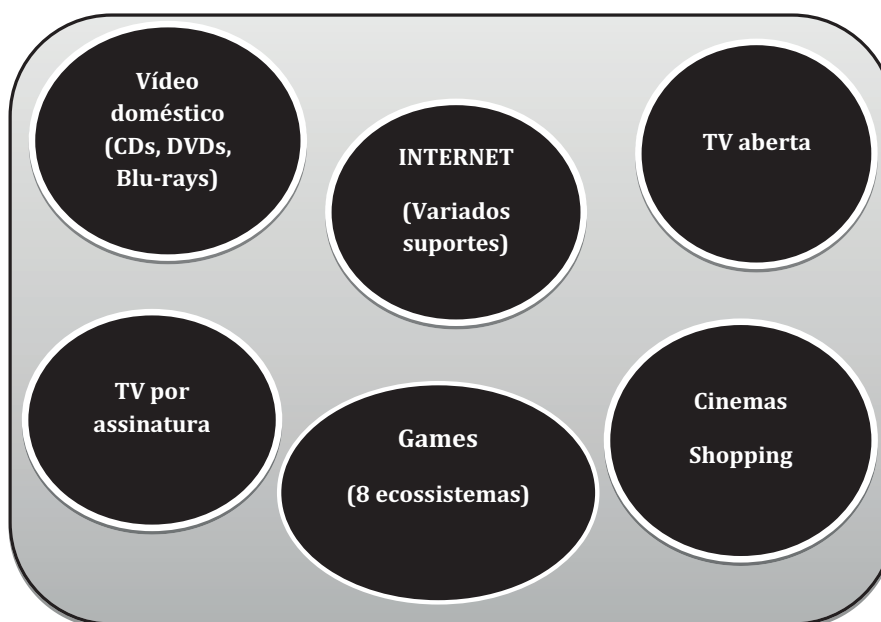 Vídeo
doméstico
(CDs, DVDs,
Blu-rays)
INTERNET
(Variados
suportes)
TV aberta
TV por
assinatura
Games
(8 ecossistemas)
Cinemas
Shopping